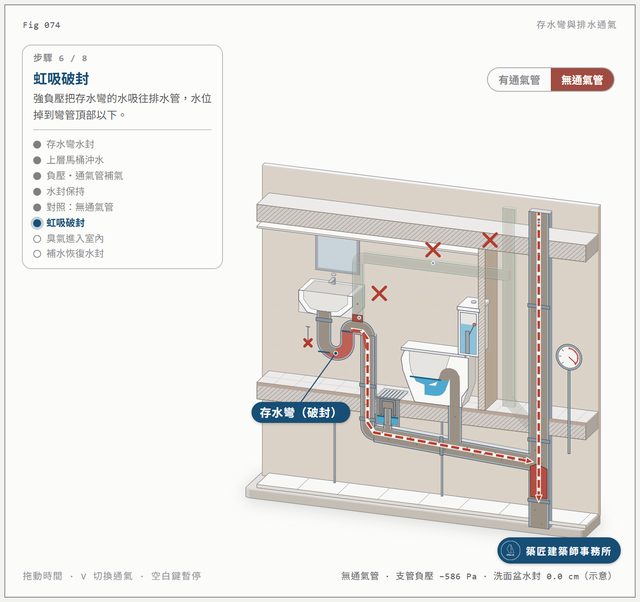 Fig 074
存水彎與排水通氣
步驟 6 / 8
虹吸破封
強負壓把存水彎的水吸往排水管，水位
掉到彎管頂部以下。
存水彎水封
上層馬桶沖水
負壓・通氣管補氣
水封保持
對照：無通氣管
虹吸破封
臭氣進入室內
補水恢復水封
有通氣管
無通氣管
存水彎（破封）
築匠建築師事務所
拖動時間 · V 切換通氣 · 空白鍵暫停
無通氣管 · 支管負壓 −586 Pa · 洗面盆水封 0.0 cm（示意）